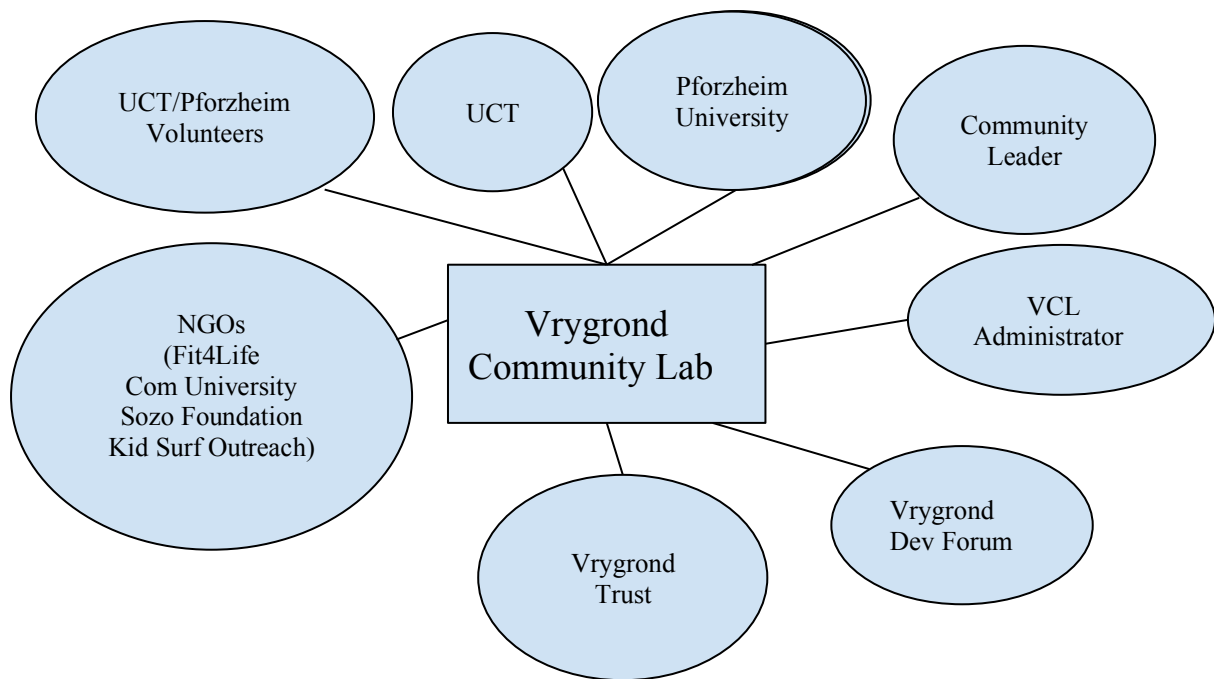 UCT/Pforzheim
Volunteers
UCT
Pforzheim
University
Community
Leader
NGOs
(Fit4Life
Com University
Sozo Foundation
Kid Surf Outreach)
Vrygrond
Community Lab
VCL
Administrator
Vrygrond
Trust
Vrygrond
Dev Forum